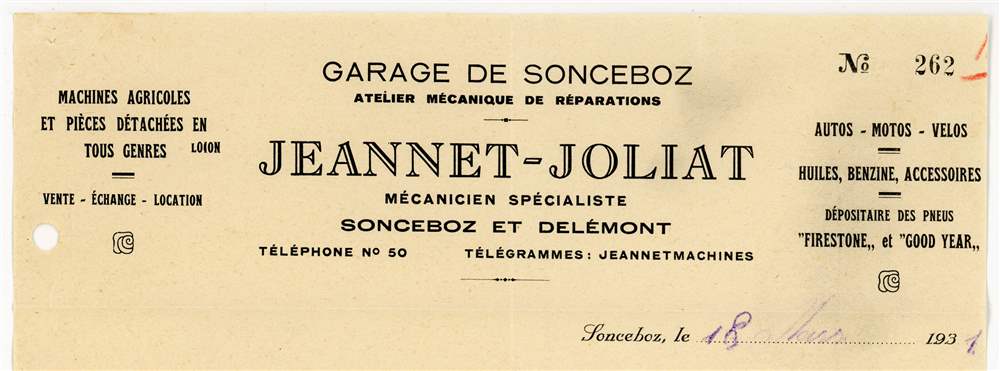 GARAGE DE SONCEBOZ
ATELIER MÉCANIQUE DE RÉPARATIONS
JEANNET-JOLIAT
MÉCANICIEN SPÉCIALISTE
SONCEBOZ ET DELÉMONT
TÉLÉPHONE Nº 50 TÉLÉGRAMMES: JEANNETMACHINES
MACHINES AGRICOLES
ET PIÈCES DÉTACHÉES EN
TOUS GENRES
VENTE - ÉCHANGE - LOCATION
№ 262
AUTOS - MOTOS - VELOS
HUILES, BENZINE, ACCESSOIRES
DÉPOSITAIRE DES PNEUS
"FIRESTONE„ et "GOOD YEAR„
Sonceboz, le 18 Mars 1931